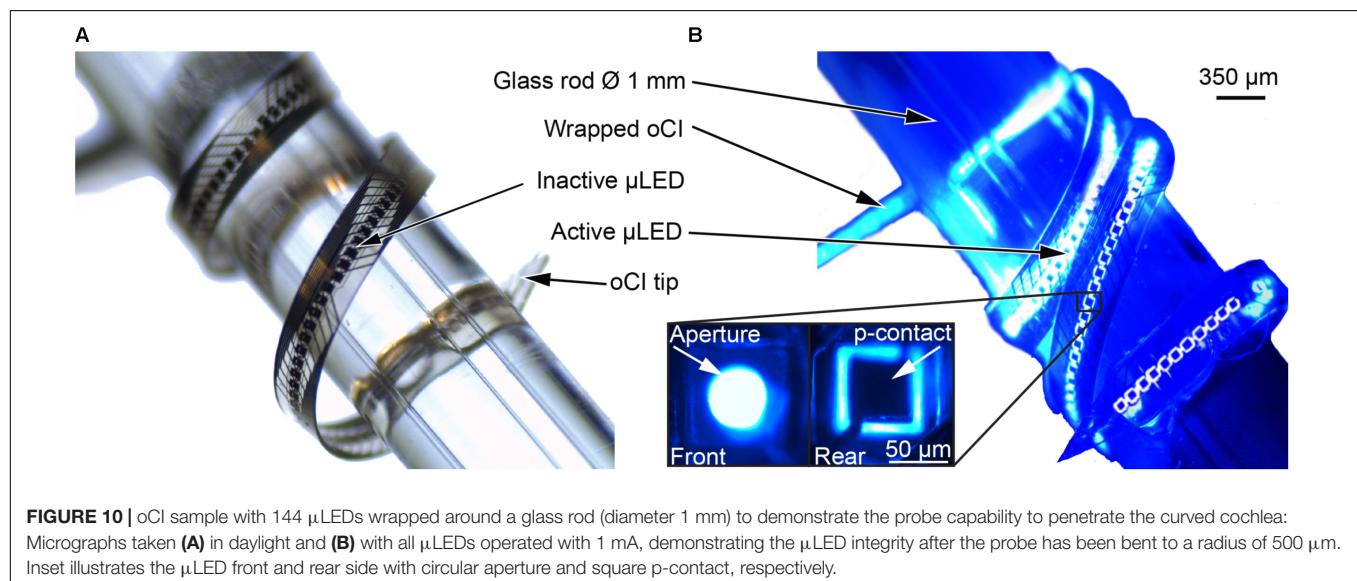 A
B
Glass rod Ø 1 mm
350 µm
Wrapped oCI
Inactive µLED
Active µLED
oCI tip
Aperture
p-contact
Front
Rear
50 µm
FIGURE 10 | oCI sample with 144 µLEDs wrapped around a glass rod (diameter 1 mm) to demonstrate the probe capability to penetrate the curved cochlea:
Micrographs taken (A) in daylight and (B) with all µLEDs operated with 1 mA, demonstrating the µLED integrity after the probe has been bent to a radius of 500 µm.
Inset illustrates the µLED front and rear side with circular aperture and square p-contact, respectively.